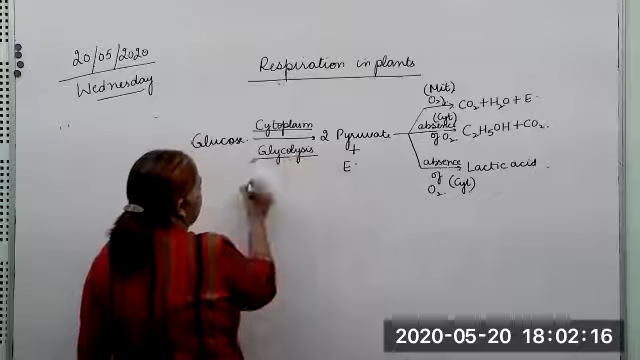 20/05/2020
Wednesday
Respiration in plants
Glucose Cytoplasm Glycolysis 2 Pyruvate
+
E.
(Mit)
O2 CO2 + H2O + E.
(Cyt)
absence of O2 C2H5OH + CO2.
absence of O2 (Cyt) Lactic acid.
2020-05-20 18:02:16